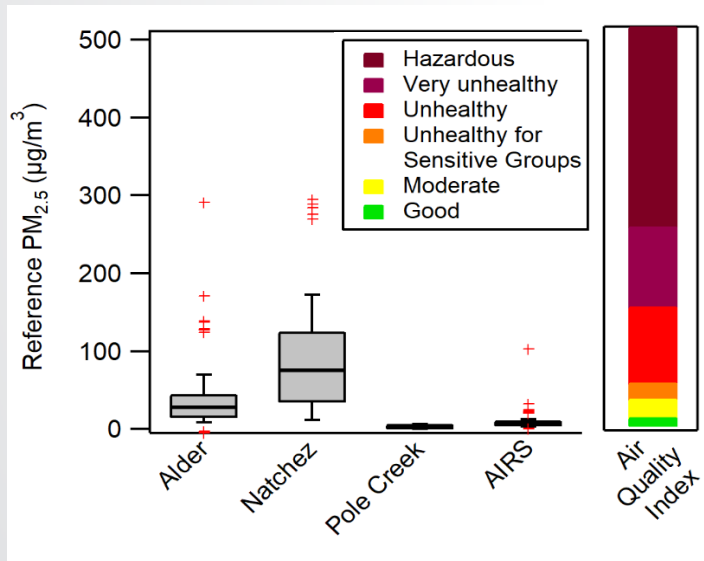 500
400
300
200
100
0
Reference PM2.5 (µg/m3)
Hazardous
Very unhealthy
Unhealthy
Unhealthy for
Sensitive Groups
Moderate
Good
Alder
Natchez
Pole Creek
AIRS
Air
Quality
Index